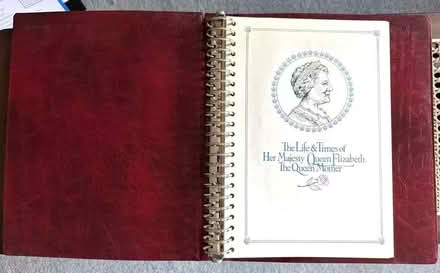 The Life & Times of
Her Majesty Queen Elizabeth
The Queen Mother